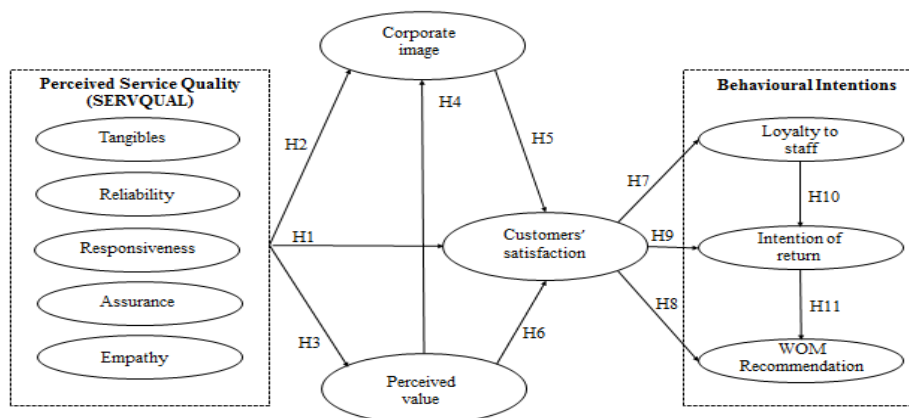 Corporate
image
Perceived Service Quality
(SERVQUAL)
Behavioural Intentions
Tangibles
H4
Loyalty to
staff
H2
H5
Reliability
H7
H10
Responsiveness
H1
Customers'
satisfaction
H9
Intention of
return
Assurance
H8
H11
H3
H6
Empathy
WOM
Recommendation
Perceived
value